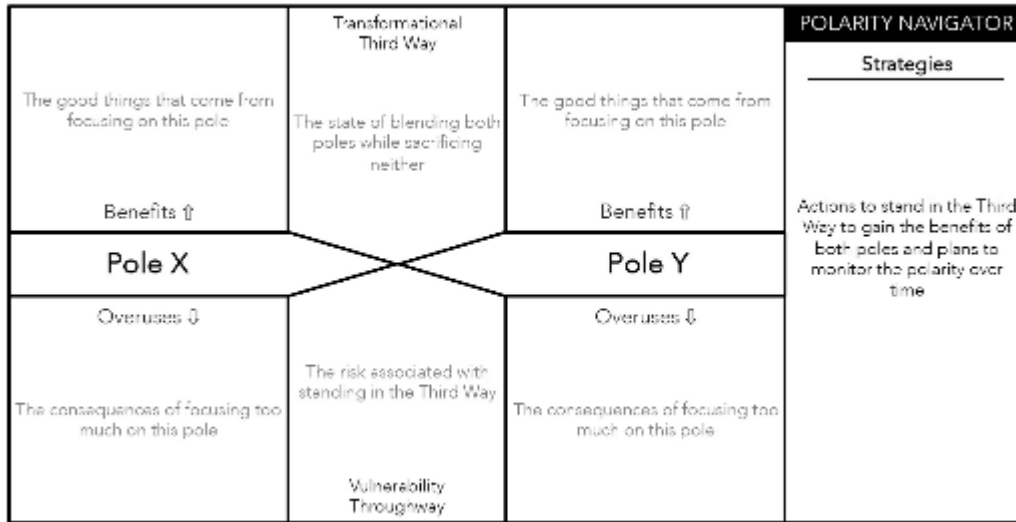 Transformational
Third Way
POLARITY NAVIGATOR
Strategies
The good things that come from
focusing on this pole
The state of blending both
poles while sacrificing
neither
The good things that come from
focusing on this pole
Benefits ⇧
Benefits ⇧
Actions to stand in the Third
Way to gain the benefits of
both poles and plans to
monitor the polarity over
time
Pole X
Pole Y
Overuses ⇩
Overuses ⇩
The consequences of focusing too
much on this pole
The risk associated with
standing in the Third Way
The consequences of focusing too
much on this pole
Vulnerability
Throughway